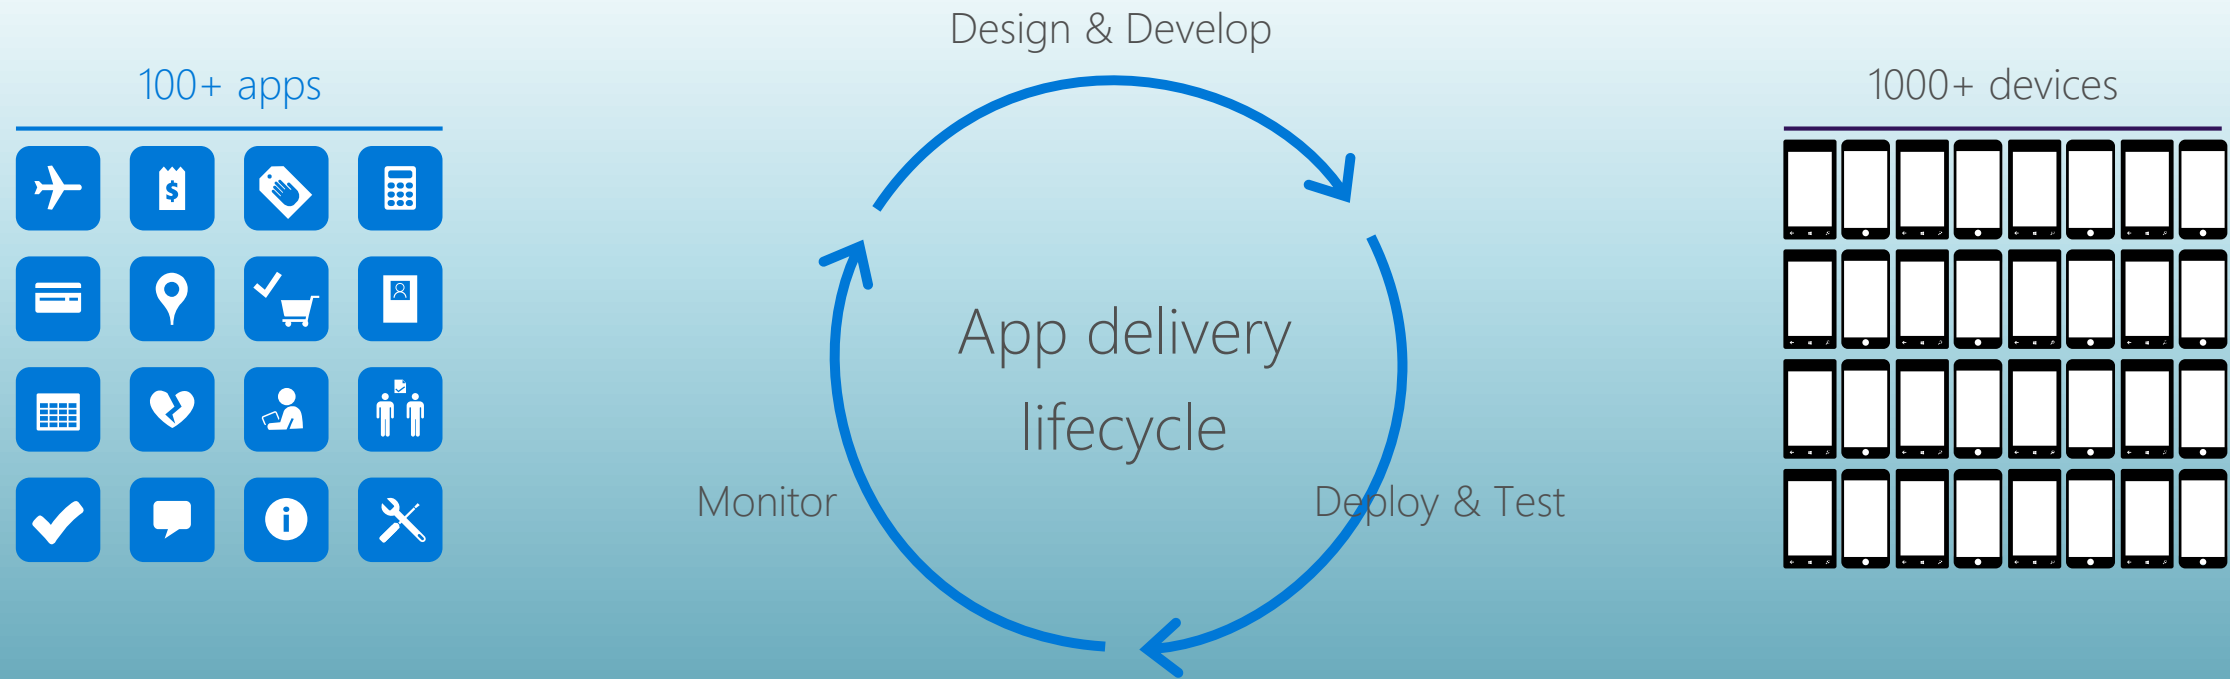 Design & Develop
100+ apps
1000+ devices
$
App delivery
lifecycle
Monitor
Deploy & Test
i